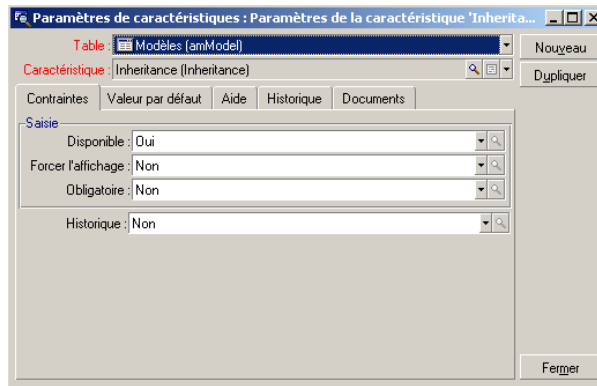 Paramètres de caractéristiques : Paramètres de la caractéristique 'Inherita...
Table : Modèles (amModel)
Nouveau
Caractéristique : Inheritance (Inheritance)
Dupliquer
Contraintes Valeur par défaut Aide Historique Documents
Saisie
Disponible : Oui
Forcer l'affichage : Non
Obligatoire : Non
Historique : Non
Fermer